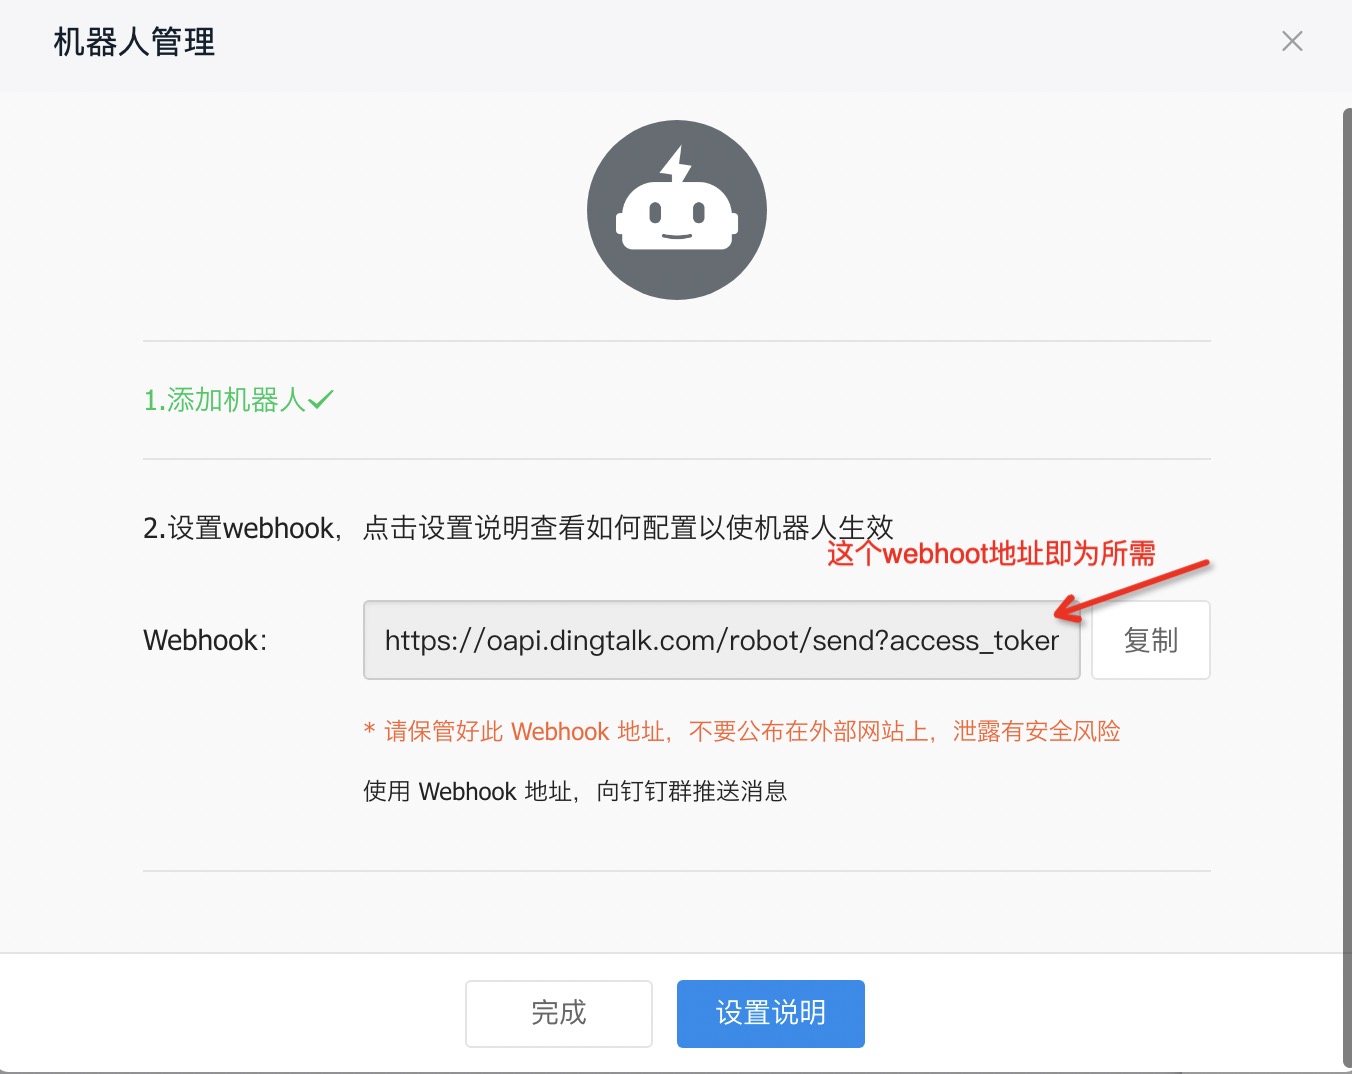 机器人管理
1.添加机器人
2.设置webhook，点击设置说明查看如何配置以使机器人生效
这个webhoot地址即为所需
Webhook：
https://oapi.dingtalk.com/robot/send?access_toker
复制
* 请保管好此 Webhook 地址，不要公布在外部网站上，泄露有安全风险
使用 Webhook 地址，向钉钉群推送消息
完成
设置说明